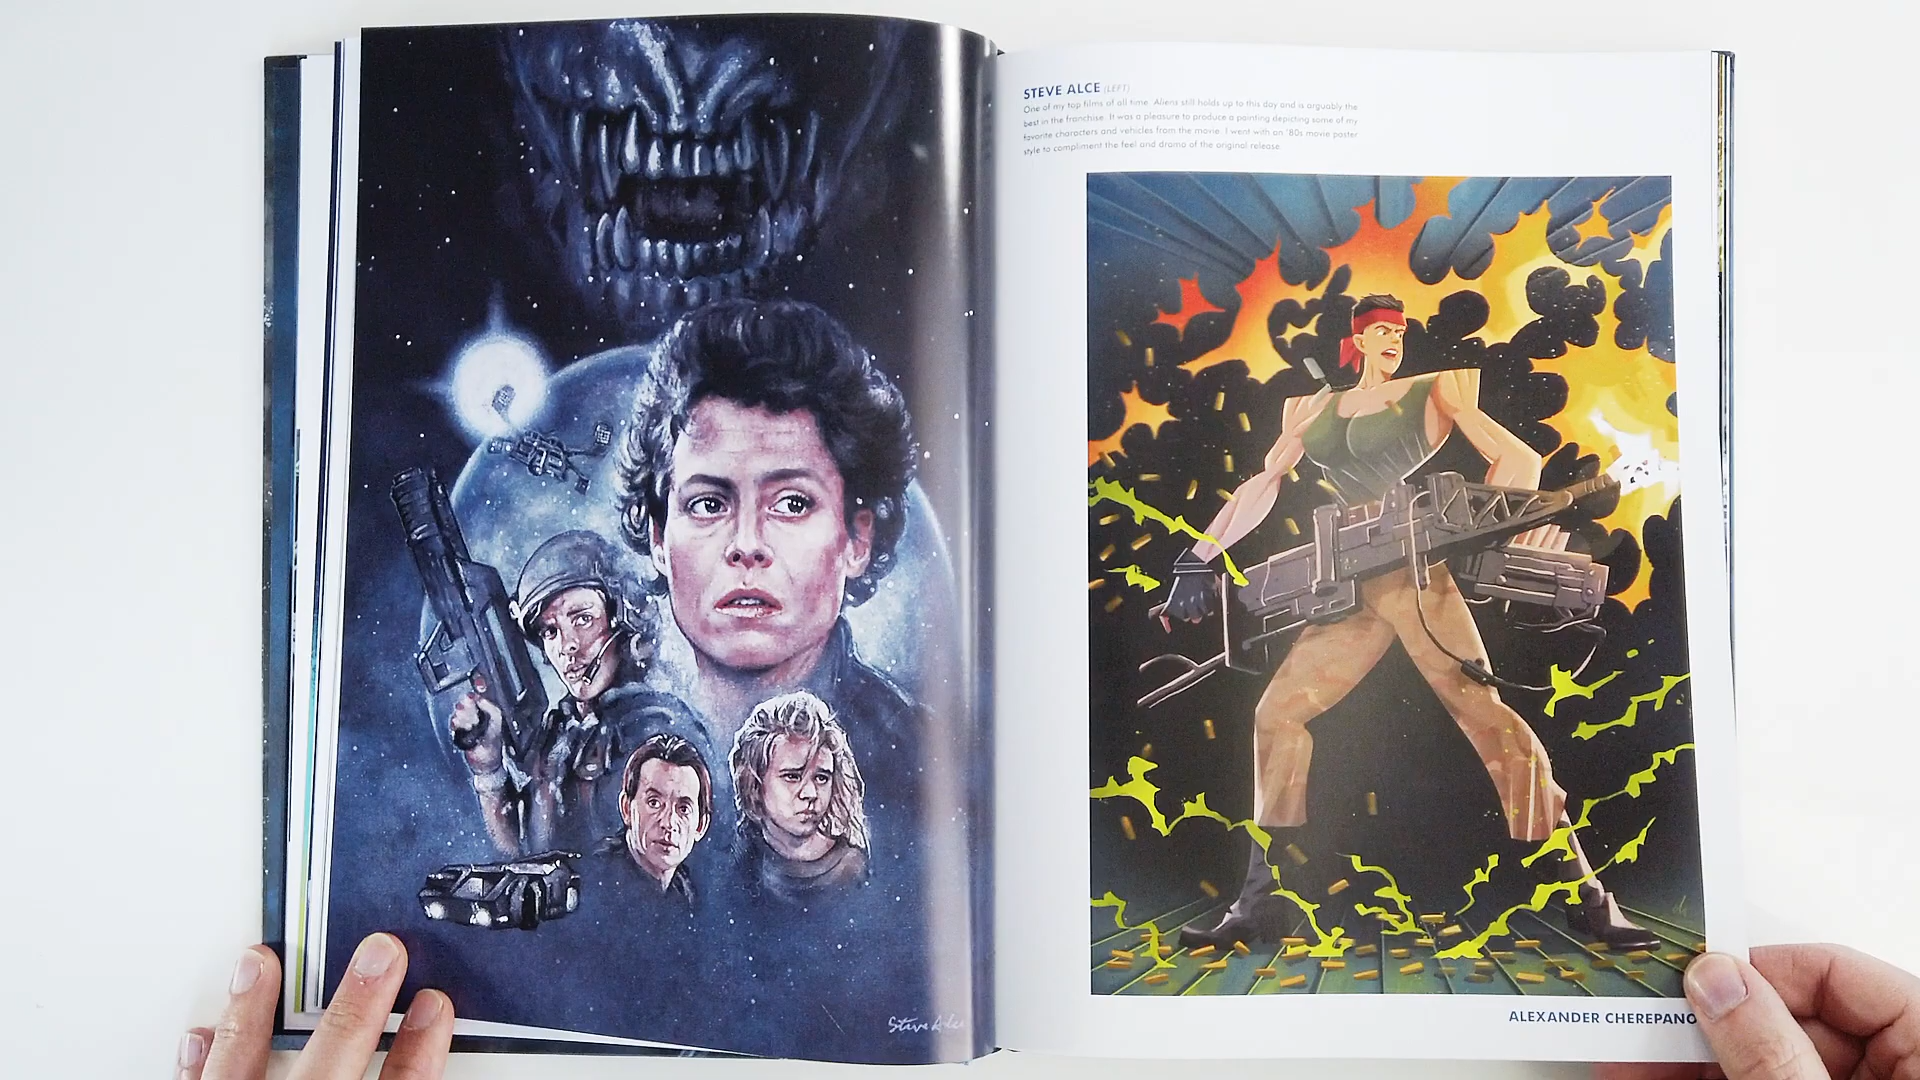 STEVE ALCE (LEFT)
One of my top films of all time. Aliens still holds up to this day and is arguably the
best in the franchise. It was a pleasure to produce a painting depicting some of my
favorite characters and vehicles from the movie. I went with an '80s movie poster
style to compliment the feel and drama of the original release.
Steve Alce
ALEXANDER CHEREPANO